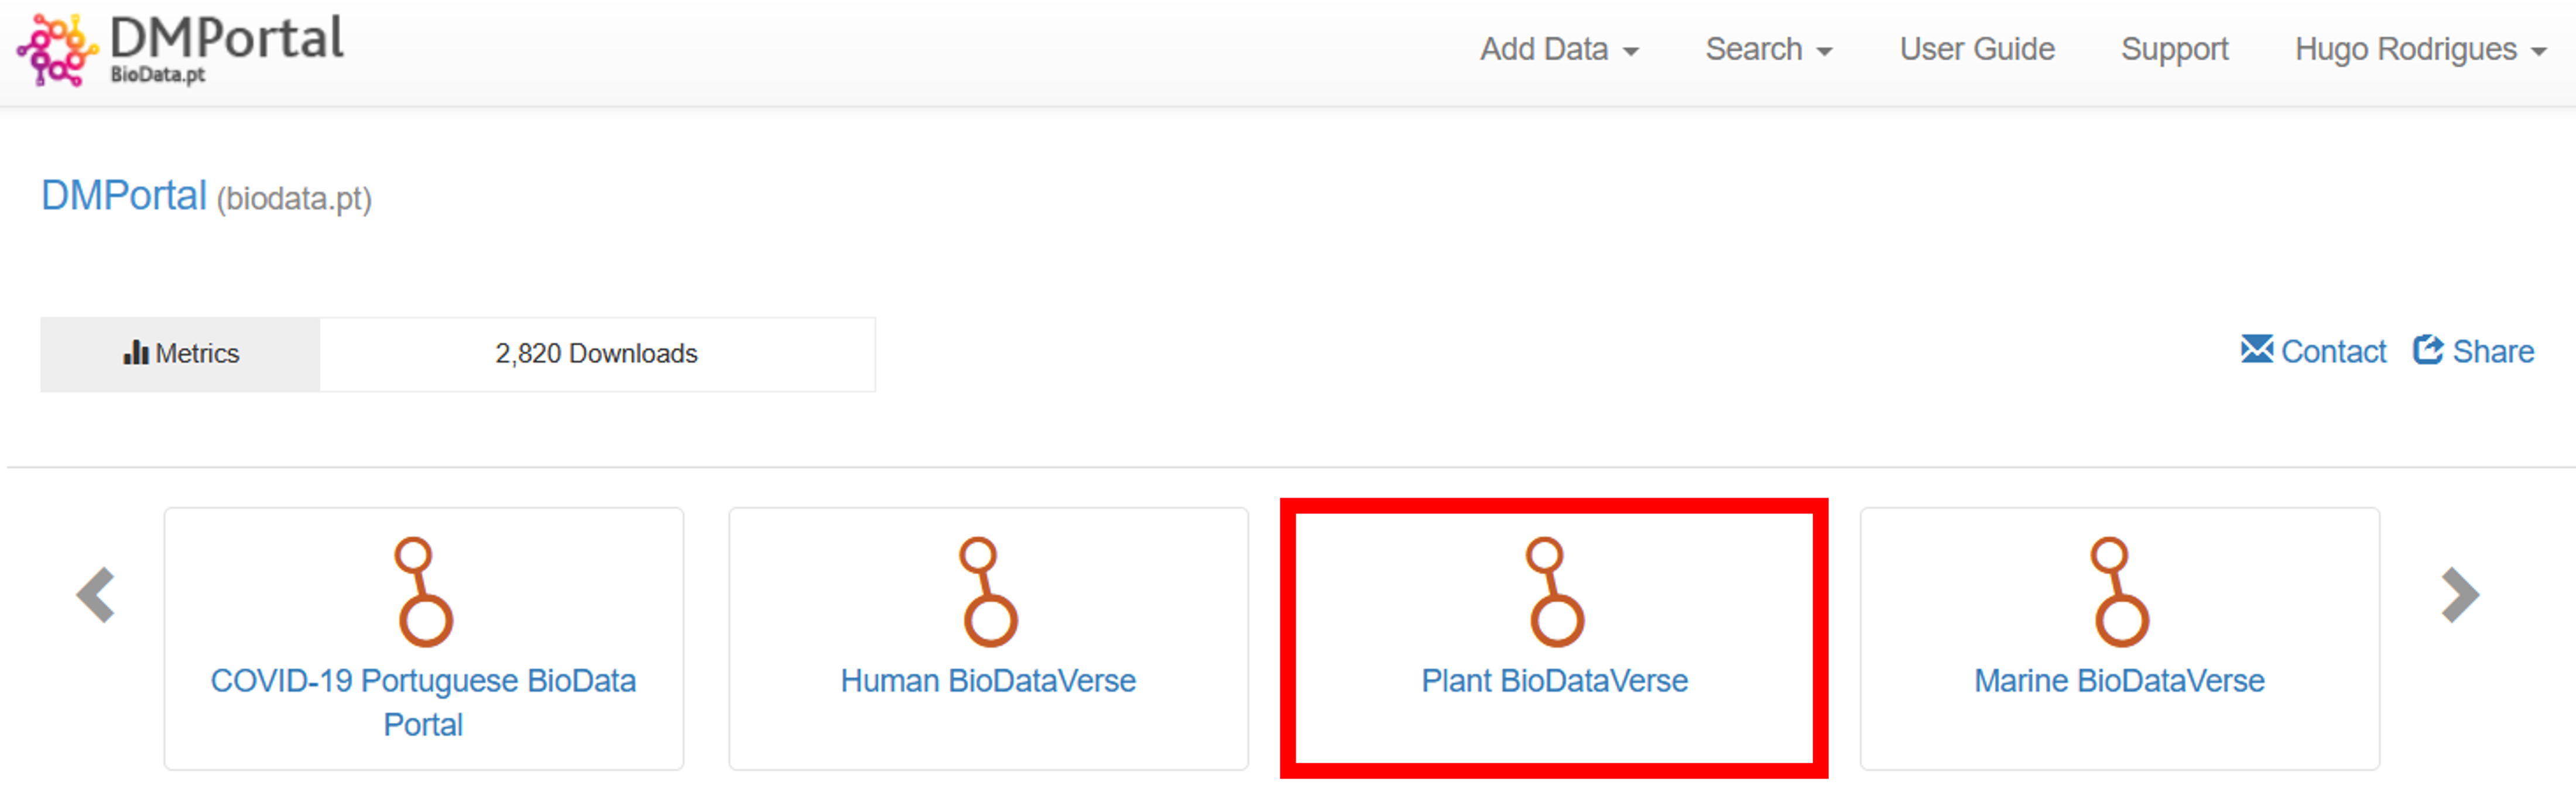 DMPortal
BioData.pt
Add Data
Search
User Guide
Support
Hugo Rodrigues
DMPortal (biodata.pt)
Metrics
2,820 Downloads
Contact
Share
COVID-19 Portuguese BioData
Portal
Human BioDataVerse
Plant BioDataVerse
Marine BioDataVerse